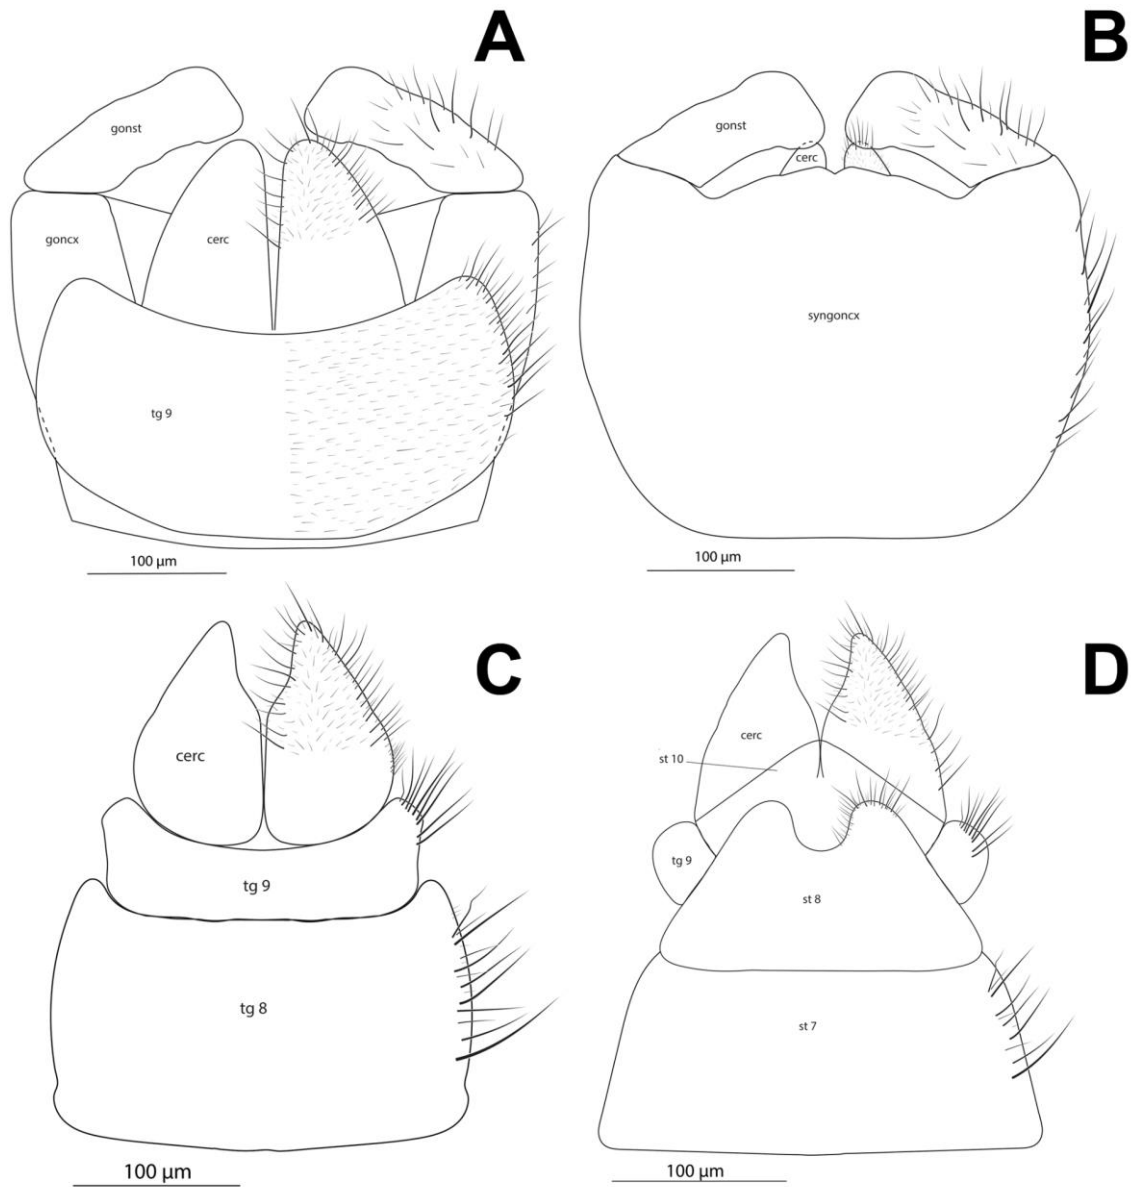 A
gonst
goncx
cerc
tg 9
100 µm
B
gonst
cerc
syngoncx
100 µm
C
cerc
tg 9
tg 8
100 µm
D
cerc
st 10
tg 9
st 8
st 7
100 µm